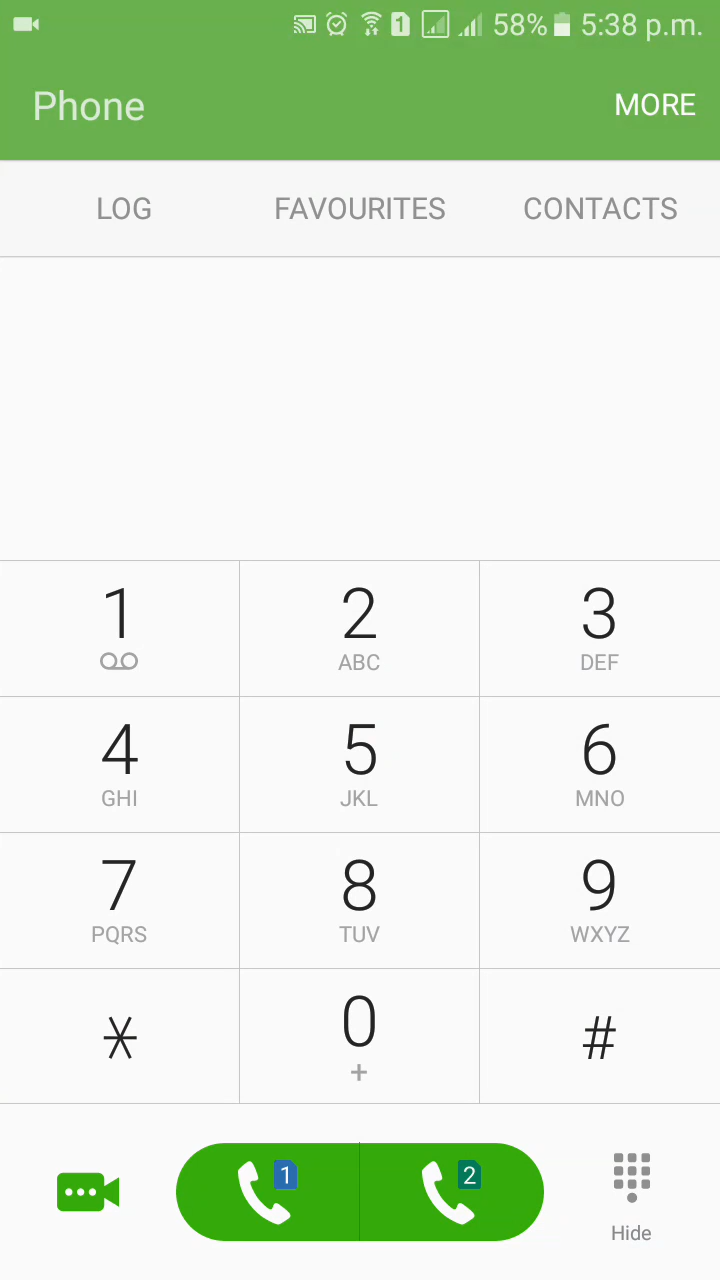 1 58% 5:38 p.m.
Phone MORE
LOG FAVOURITES CONTACTS
1 2 3
ABC DEF
4 5 6
GHI JKL MNO
7 8 9
PQRS TUV WXYZ
* 0 #
+
1 2
Hide